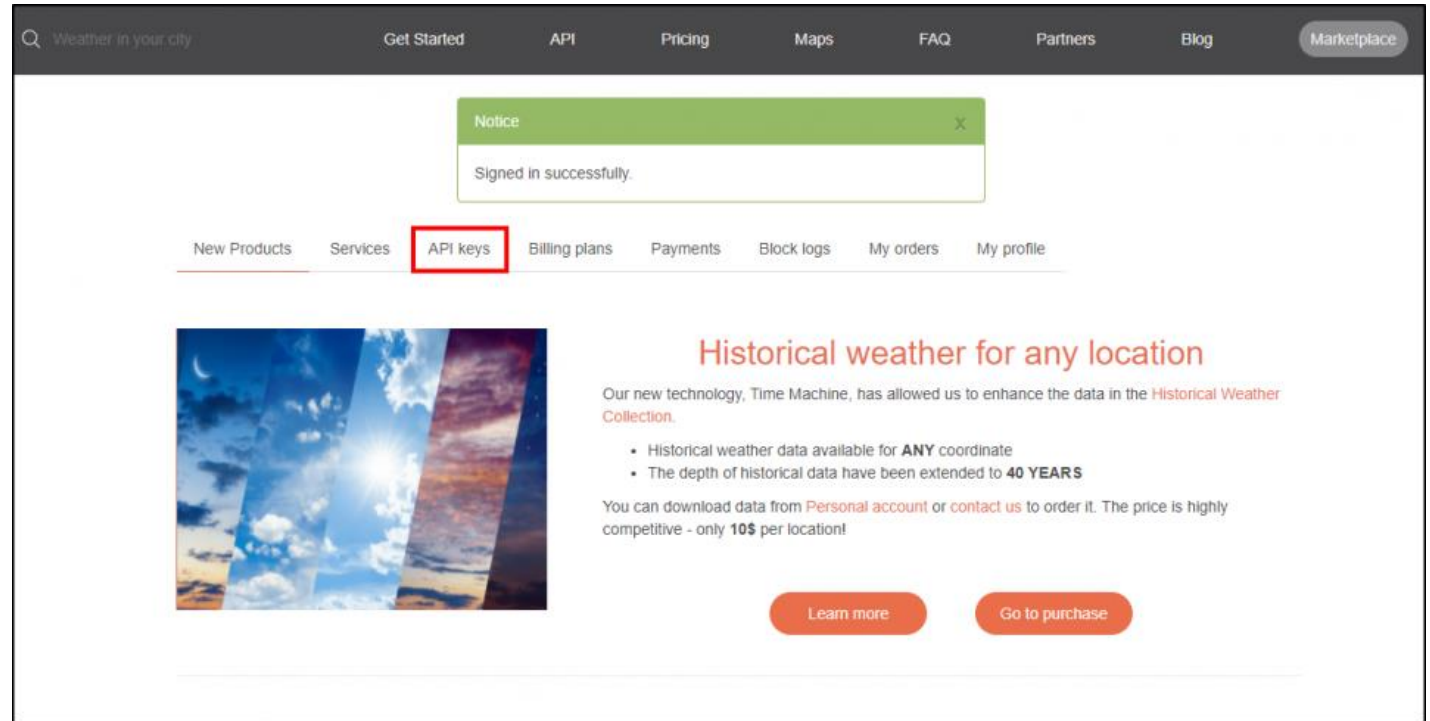 Weather in your city
Get Started
API
Pricing
Maps
FAQ
Partners
Blog
Marketplace
Notice
x
Signed in successfully.
New Products
Services
API keys
Billing plans
Payments
Block logs
My orders
My profile
Historical weather for any location
Our new technology, Time Machine, has allowed us to enhance the data in the Historical Weather
Collection.
• Historical weather data available for ANY coordinate
• The depth of historical data have been extended to 40 YEARS
You can download data from Personal account or contact us to order it. The price is highly
competitive - only 10$ per location!
Learn more
Go to purchase